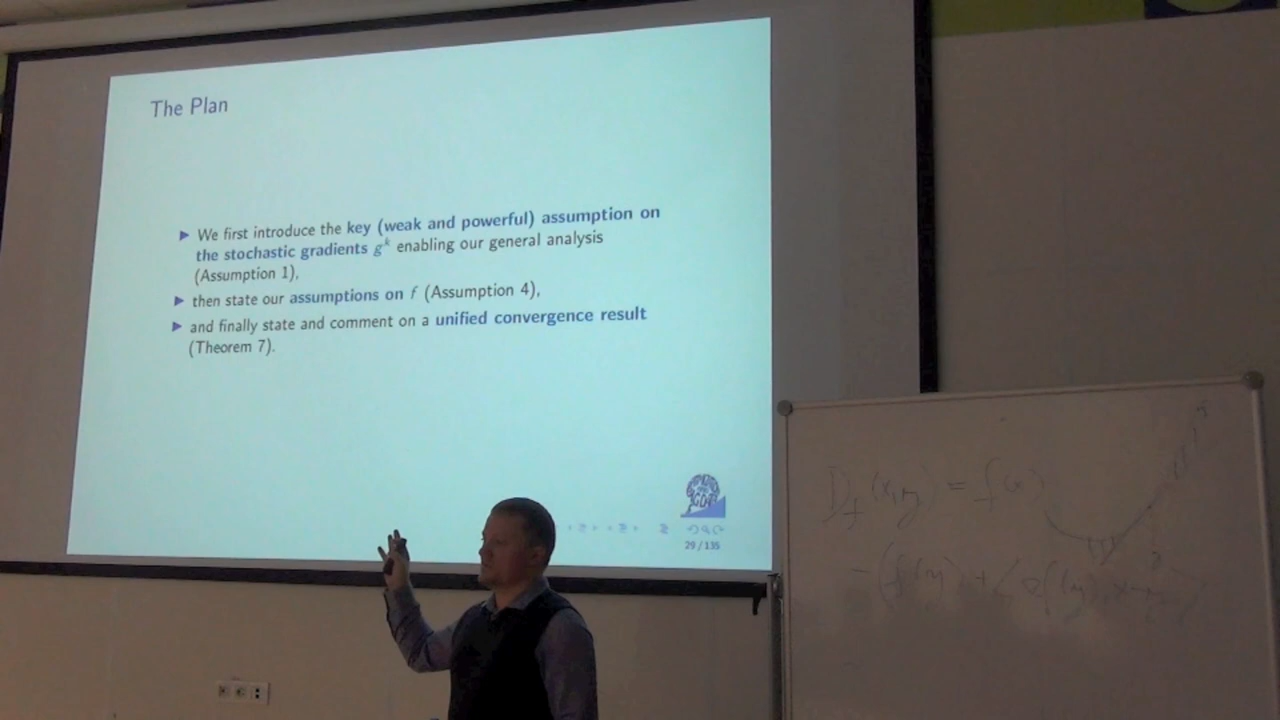 The Plan
▶ We first introduce the key (weak and powerful) assumption on
the stochastic gradients g^k enabling our general analysis
(Assumption 1),
▶ then state our assumptions on f (Assumption 4),
▶ and finally state and comment on a unified convergence result
(Theorem 7).
29 / 135
D_f(x,y) = f(x)
- (f(y) + < ∇f(y), x-y